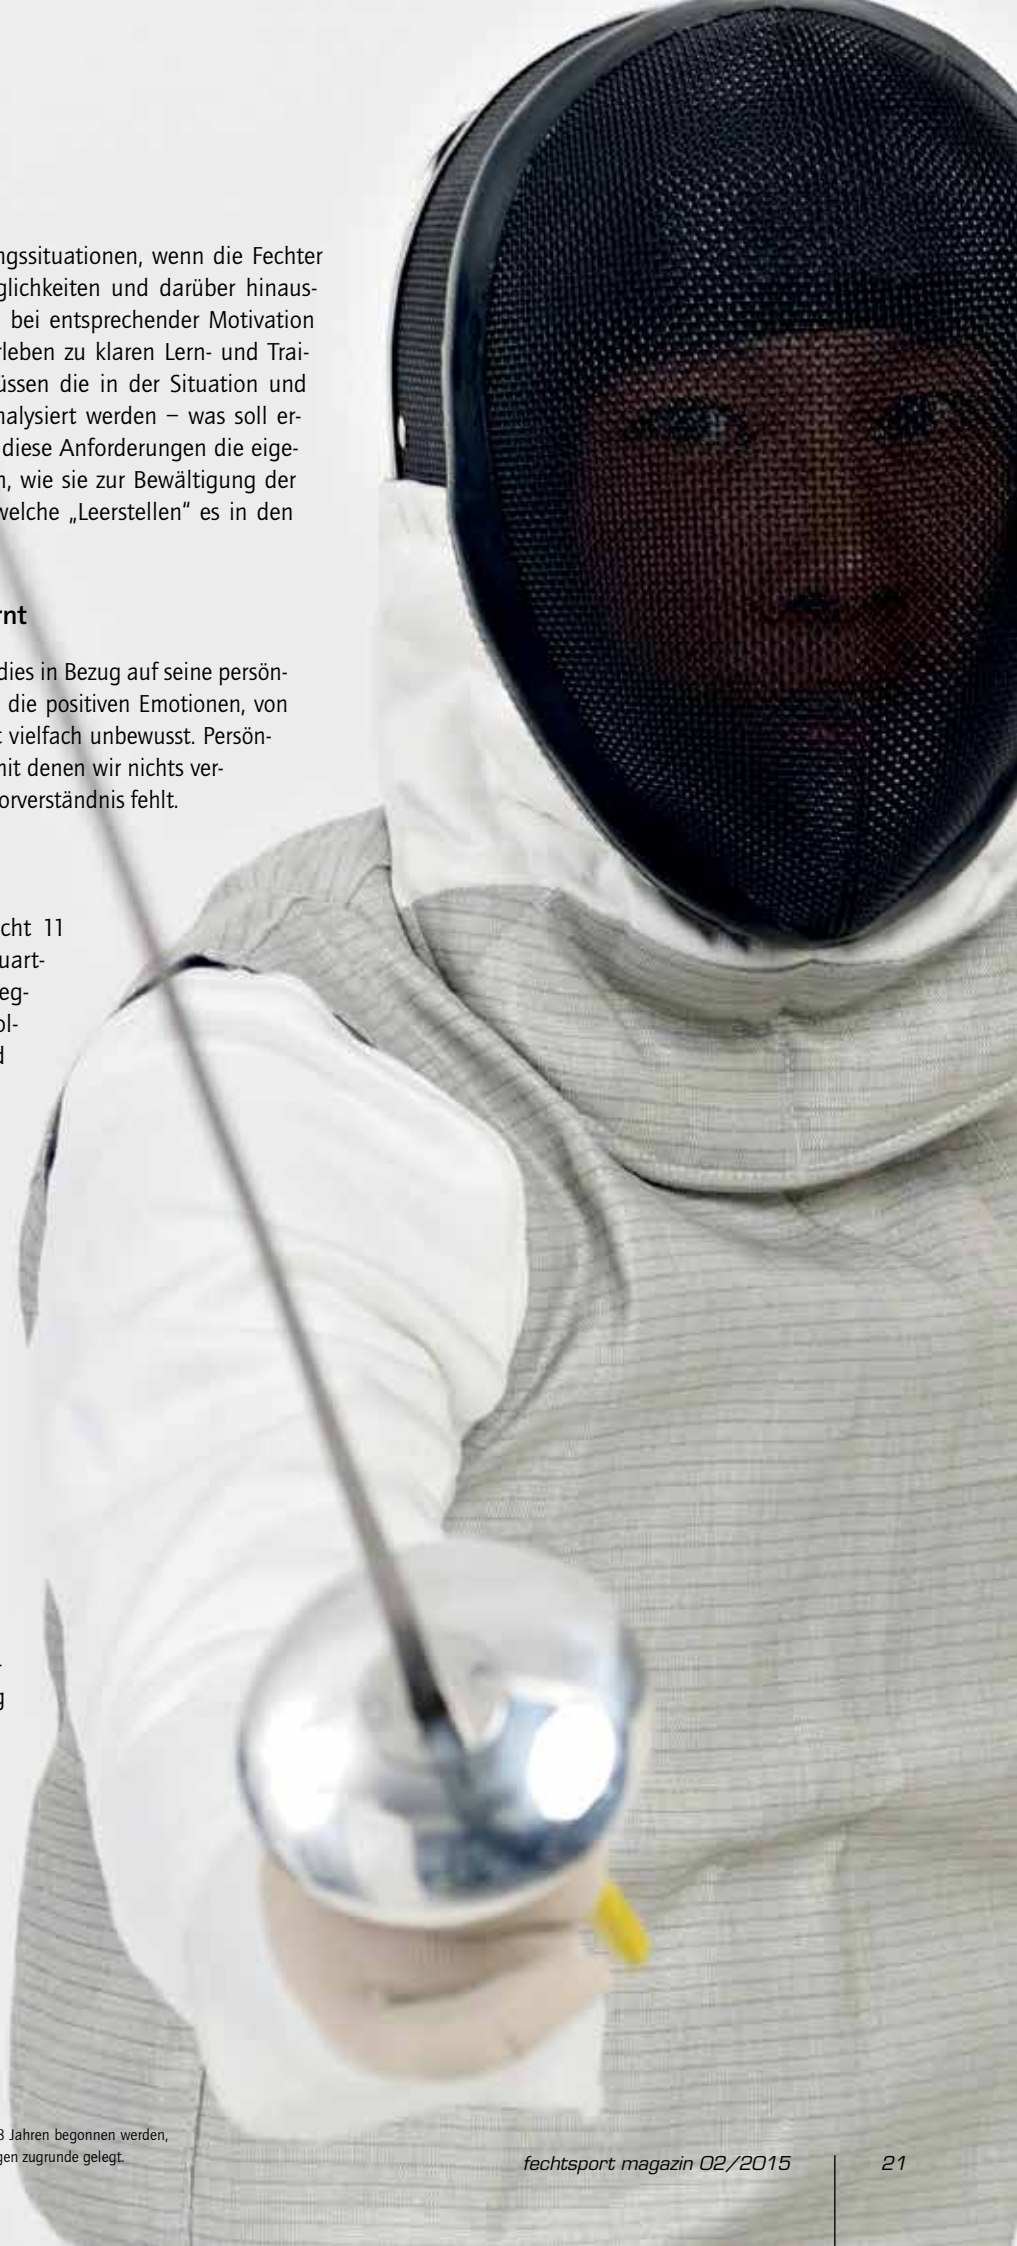 ngssituationen, wenn die Fechter
glichkeiten und darüber hinaus-
bei entsprechender Motivation
rleben zu klaren Lern- und Trai-
üssen die in der Situation und
nalysiert werden – was soll er-
diese Anforderungen die eige-
n, wie sie zur Bewältigung der
welche „Leerstellen“ es in den
rnt
dies in Bezug auf seine persön-
die positiven Emotionen, von
t vielfach unbewusst. Persön-
mit denen wir nichts ver-
orverständnis fehlt.
cht 11
uart-
eg-
ol-
d
-
g
8 Jahren begonnen werden,
gen zugrunde gelegt.
fechtsport magazin 02/2015 21